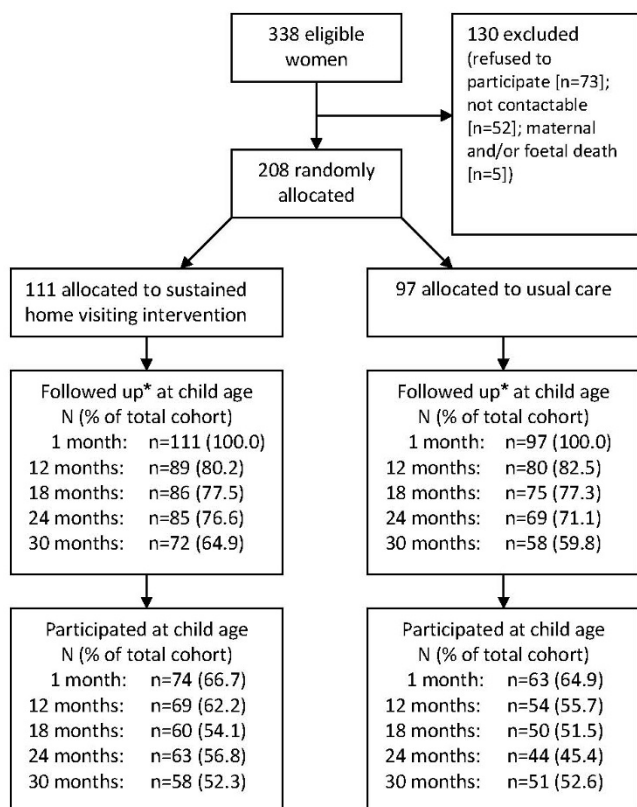 338 eligible
women
130 excluded
(refused to
participate [n=73];
not contactable
[n=52]; maternal
and/or foetal death
[n=5])
208 randomly
allocated
111 allocated to sustained
home visiting intervention
97 allocated to usual care
Followed up* at child age
N (% of total cohort)
1 month: n=111 (100.0)
12 months: n=89 (80.2)
18 months: n=86 (77.5)
24 months: n=85 (76.6)
30 months: n=72 (64.9)
Followed up* at child age
N (% of total cohort)
1 month: n=97 (100.0)
12 months: n=80 (82.5)
18 months: n=75 (77.3)
24 months: n=69 (71.1)
30 months: n=58 (59.8)
Participated at child age
N (% of total cohort)
1 month: n=74 (66.7)
12 months: n=69 (62.2)
18 months: n=60 (54.1)
24 months: n=63 (56.8)
30 months: n=58 (52.3)
Participated at child age
N (% of total cohort)
1 month: n=63 (64.9)
12 months: n=54 (55.7)
18 months: n=50 (51.5)
24 months: n=44 (45.4)
30 months: n=51 (52.6)